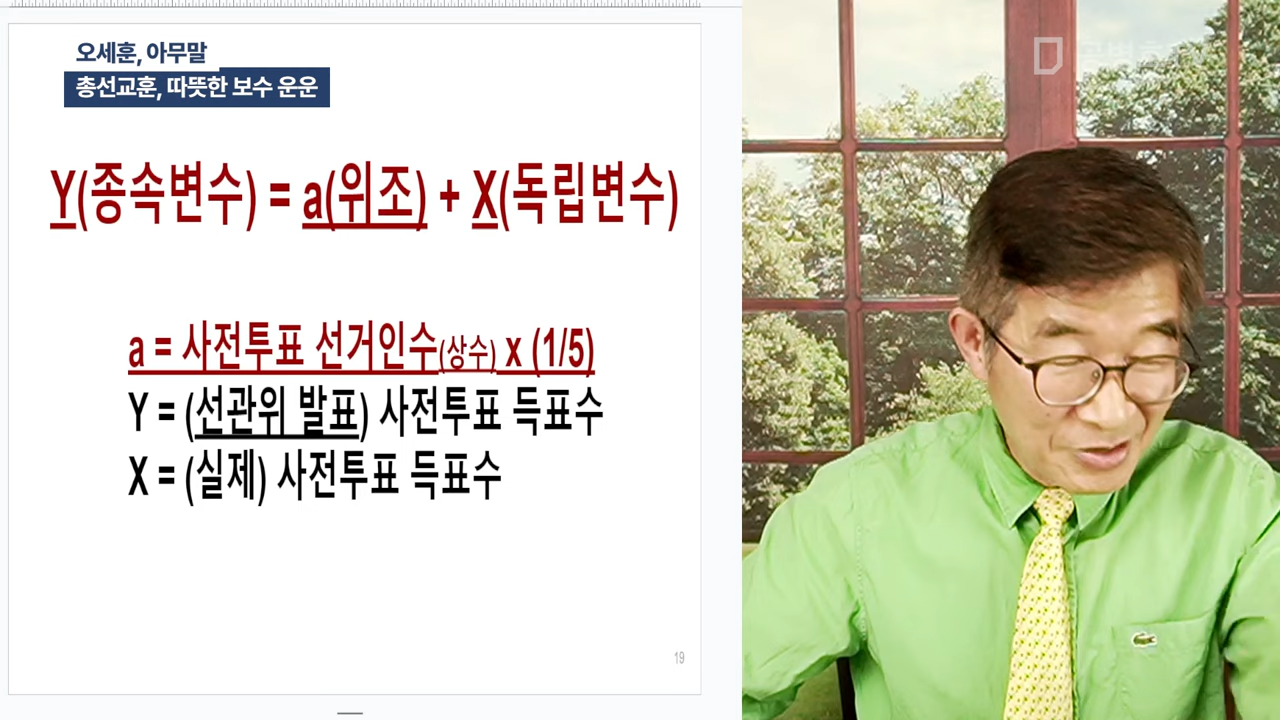 오세훈, 아무말
총선교훈, 따뜻한 보수 운운
Y(종속변수) = a(위조) + X(독립변수)
a = 사전투표 선거인수(상수) x (1/5)
Y = (선관위 발표) 사전투표 득표수
X = (실제) 사전투표 득표수
19